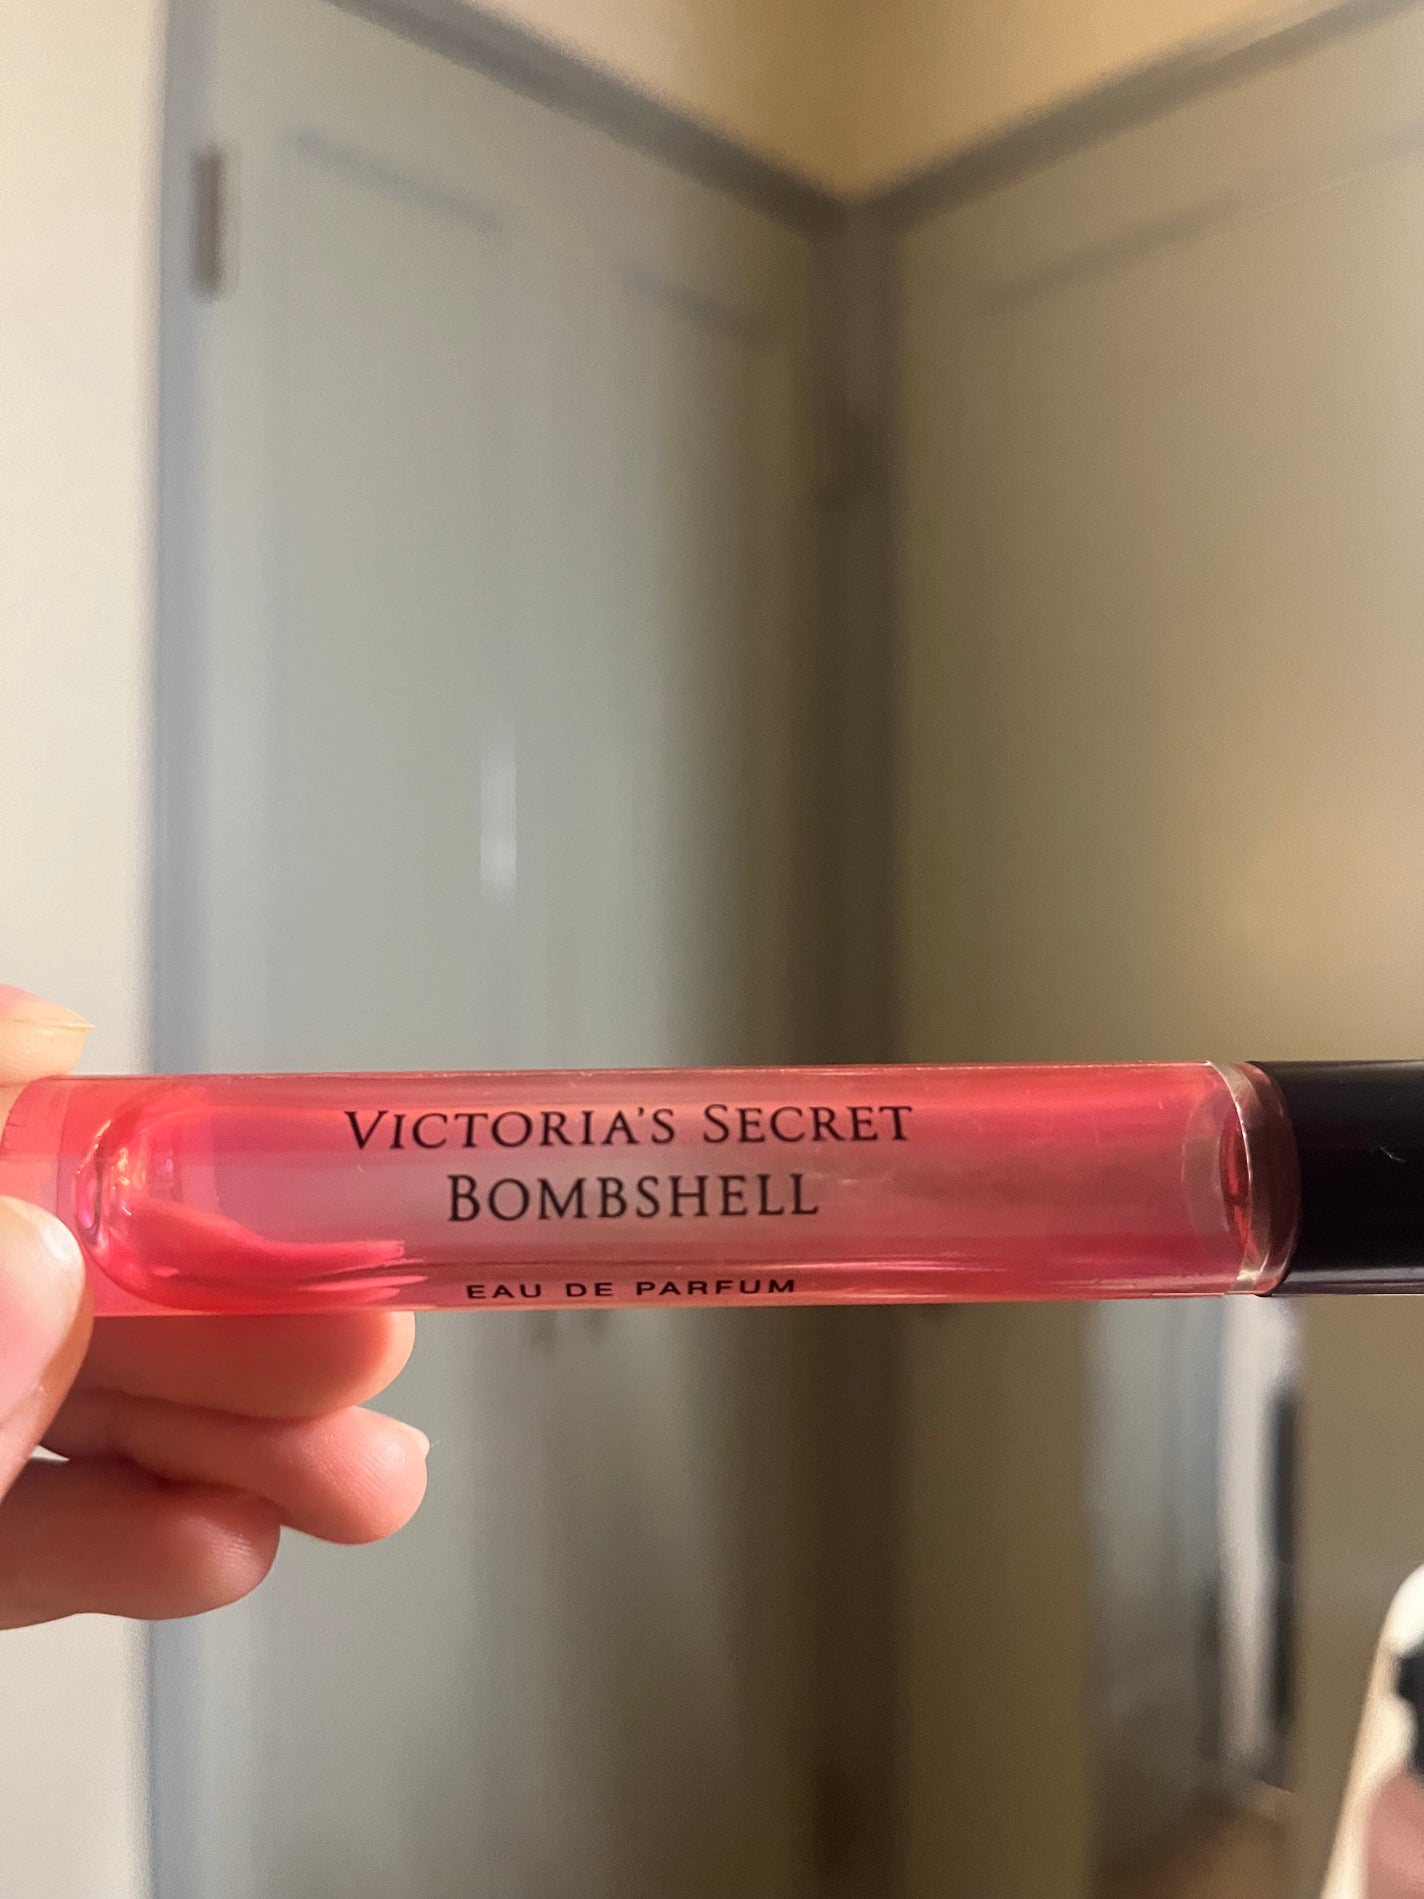 VICTORIA'S SECRET
BOMBSHELL
EAU DE PARFUM